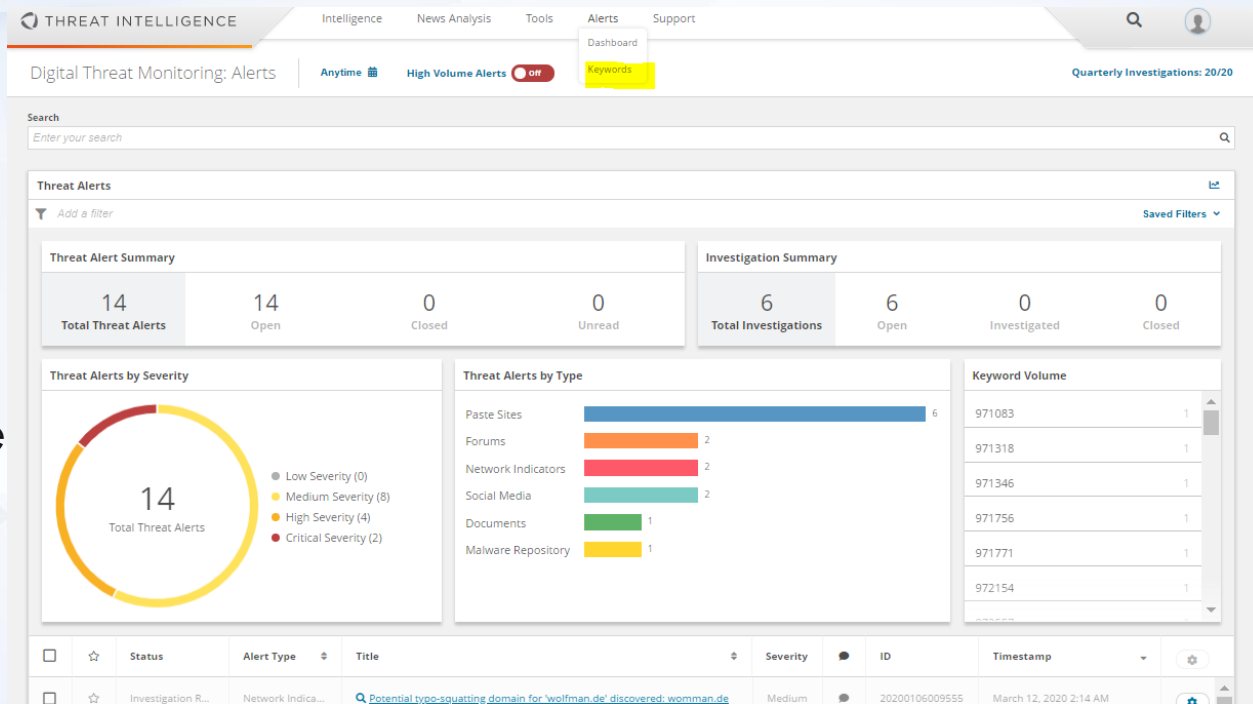 THREAT INTELLIGENCE
Intelligence News Analysis Tools Alerts Support
Dashboard
Keywords
Digital Threat Monitoring: Alerts Anytime High Volume Alerts Off Quarterly Investigations: 20/20
Search
Enter your search
Threat Alerts
Add a filter Saved Filters
Threat Alert Summary
14 14 0 0
Total Threat Alerts Open Closed Unread
Investigation Summary
6 6 0 0
Total Investigations Open Investigated Closed
Threat Alerts by Severity
14
Total Threat Alerts
Low Severity (0)
Medium Severity (8)
High Severity (4)
Critical Severity (2)
Threat Alerts by Type
Paste Sites 6
Forums 2
Network Indicators 2
Social Media 2
Documents 1
Malware Repository 1
Keyword Volume
971083 1
971318 1
971346 1
971756 1
971771 1
972154 1
Status Alert Type Title Severity ID Timestamp
Investigation R... Network Indica... Potential typo-squatting domain for 'wolfman.de' discovered: womman.de Medium 20200106009555 March 12, 2020 2:14 AM